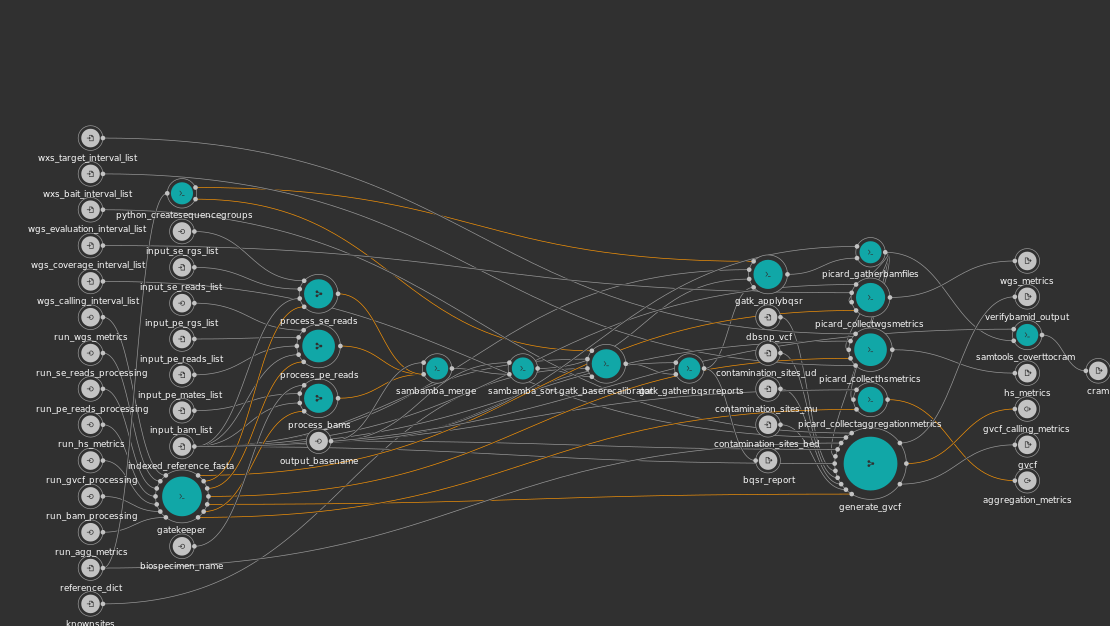 wxs_target_interval_list
wxs_bait_interval_list
wgs_evaluation_interval_list
wgs_coverage_interval_list
wgs_calling_interval_list
run_wgs_metrics
run_se_reads_processing
run_pe_reads_processing
run_hs_metrics
run_gvcf_processing
run_bam_processing
run_agg_metrics
reference_dict
knownsites
python_createsequencegroups
input_se_rgs_list
input_se_reads_list
input_pe_rgs_list
input_pe_reads_list
input_pe_mates_list
input_bam_list
indexed_reference_fasta
gatekeeper
biospecimen_name
process_se_reads
process_pe_reads
process_bams
output_basename
sambamba_merge
sambamba_sort
gatk_baserecalibrator
gatk_gatherbqsrreports
gatk_applybqsr
dbsnp_vcf
contamination_sites_ud
contamination_sites_mu
contamination_sites_bed
bqsr_report
picard_gatherbamfiles
picard_collectwgsmetrics
picard_collecthsmetrics
picard_collectaggregationmetrics
generate_gvcf
wgs_metrics
verifybamid_output
samtools_coverttocram
hs_metrics
gvcf_calling_metrics
gvcf
aggregation_metrics
cram